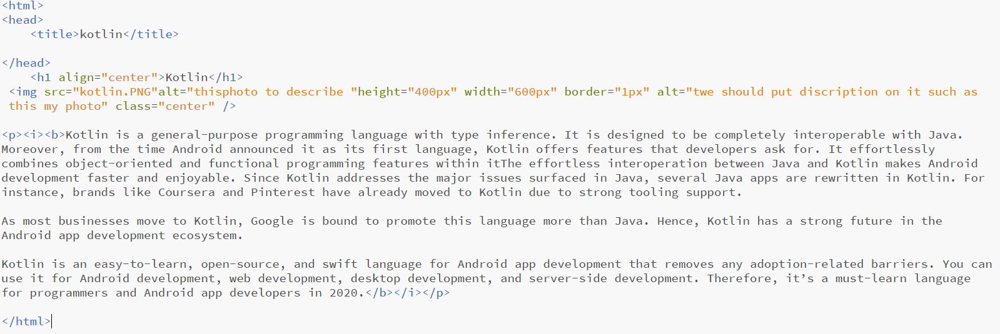 <html>
<head>
    <title>kotlin</title>

</head>
    <h1 align="center">Kotlin</h1>
 <img src="kotlin.PNG"alt="thisphoto to describe "height="400px" width="600px" border="1px" alt="twe should put discription on it such as
 this my photo" class="center" />

<p><i><b>Kotlin is a general-purpose programming language with type inference. It is designed to be completely interoperable with Java.
Moreover, from the time Android announced it as its first language, Kotlin offers features that developers ask for. It effortlessly
combines object-oriented and functional programming features within itThe effortless interoperation between Java and Kotlin makes Android
development faster and enjoyable. Since Kotlin addresses the major issues surfaced in Java, several Java apps are rewritten in Kotlin. For
instance, brands like Coursera and Pinterest have already moved to Kotlin due to strong tooling support.

As most businesses move to Kotlin, Google is bound to promote this language more than Java. Hence, Kotlin has a strong future in the
Android app development ecosystem.

Kotlin is an easy-to-learn, open-source, and swift language for Android app development that removes any adoption-related barriers. You can
use it for Android development, web development, desktop development, and server-side development. Therefore, it’s a must-learn language
for programmers and Android app developers in 2020.</b></i></p>

</html>